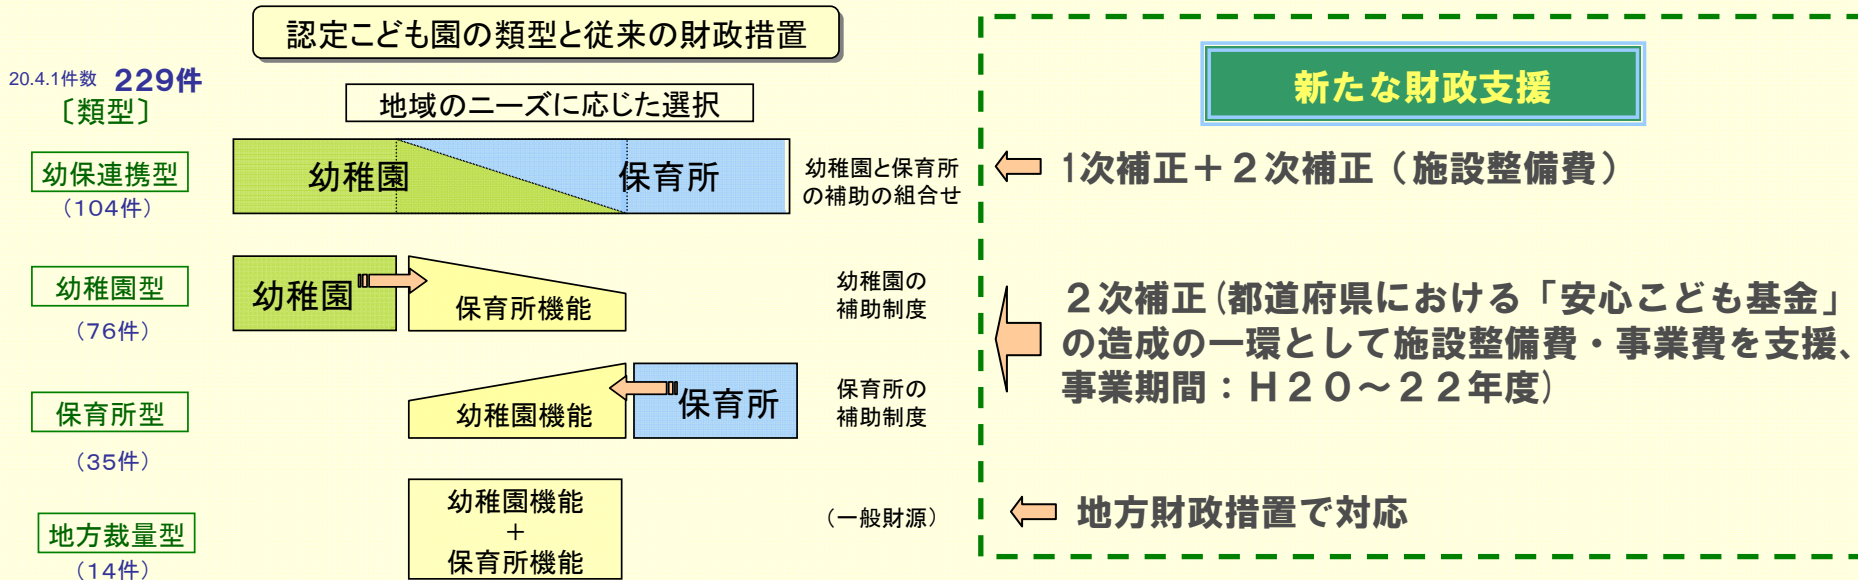 認定こども園の類型と従来の財政措置
20.4.1件数 229件
〔類型〕
地域のニーズに応じた選択
幼保連携型
（104件）
幼稚園
保育所
幼稚園と保育所
の補助の組合せ
幼稚園型
（76件）
幼稚園
保育所機能
幼稚園の
補助制度
保育所型
（35件）
幼稚園機能
保育所
保育所の
補助制度
地方裁量型
（14件）
幼稚園機能
＋
保育所機能
（一般財源）
新たな財政支援
1次補正＋２次補正（施設整備費）
２次補正(都道府県における「安心こども基金」
の造成の一環として施設整備費・事業費を支援、
事業期間：Ｈ２０～２２年度)
地方財政措置で対応